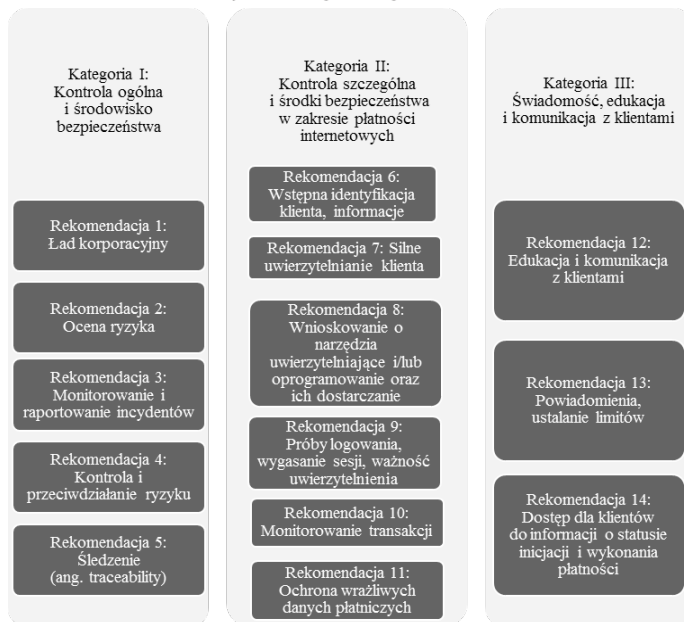 Kategoria I:
Kontrola ogólna
i środowisko
bezpieczeństwa
Rekomendacja 1:
Ład korporacyjny
Rekomendacja 2:
Ocena ryzyka
Rekomendacja 3:
Monitorowanie i
raportowanie incydentów
Rekomendacja 4:
Kontrola i
przeciwdziałanie ryzyku
Rekomendacja 5:
Śledzenie
(ang. traceability)
Kategoria II:
Kontrola szczególna
i środki bezpieczeństwa
w zakresie płatności
internetowych
Rekomendacja 6:
Wstępna identyfikacja
klienta, informacje
Rekomendacja 7: Silne
uwierzytelnianie klienta
Rekomendacja 8:
Wnioskowanie o
narzędzia
uwierzytelniające i/lub
oprogramowanie oraz
ich dostarczanie
Rekomendacja 9:
Próby logowania,
wygasanie sesji, ważność
uwierzytelnienia
Rekomendacja 10:
Monitorowanie transakcji
Rekomendacja 11:
Ochrona wrażliwych
danych płatniczych
Kategoria III:
Świadomość, edukacja
i komunikacja z klientami
Rekomendacja 12:
Edukacja i komunikacja
z klientami
Rekomendacja 13:
Powiadomienia,
ustalanie limitów
Rekomendacja 14:
Dostęp dla klientów
do informacji o statusie
inicjacji i wykonania
płatności